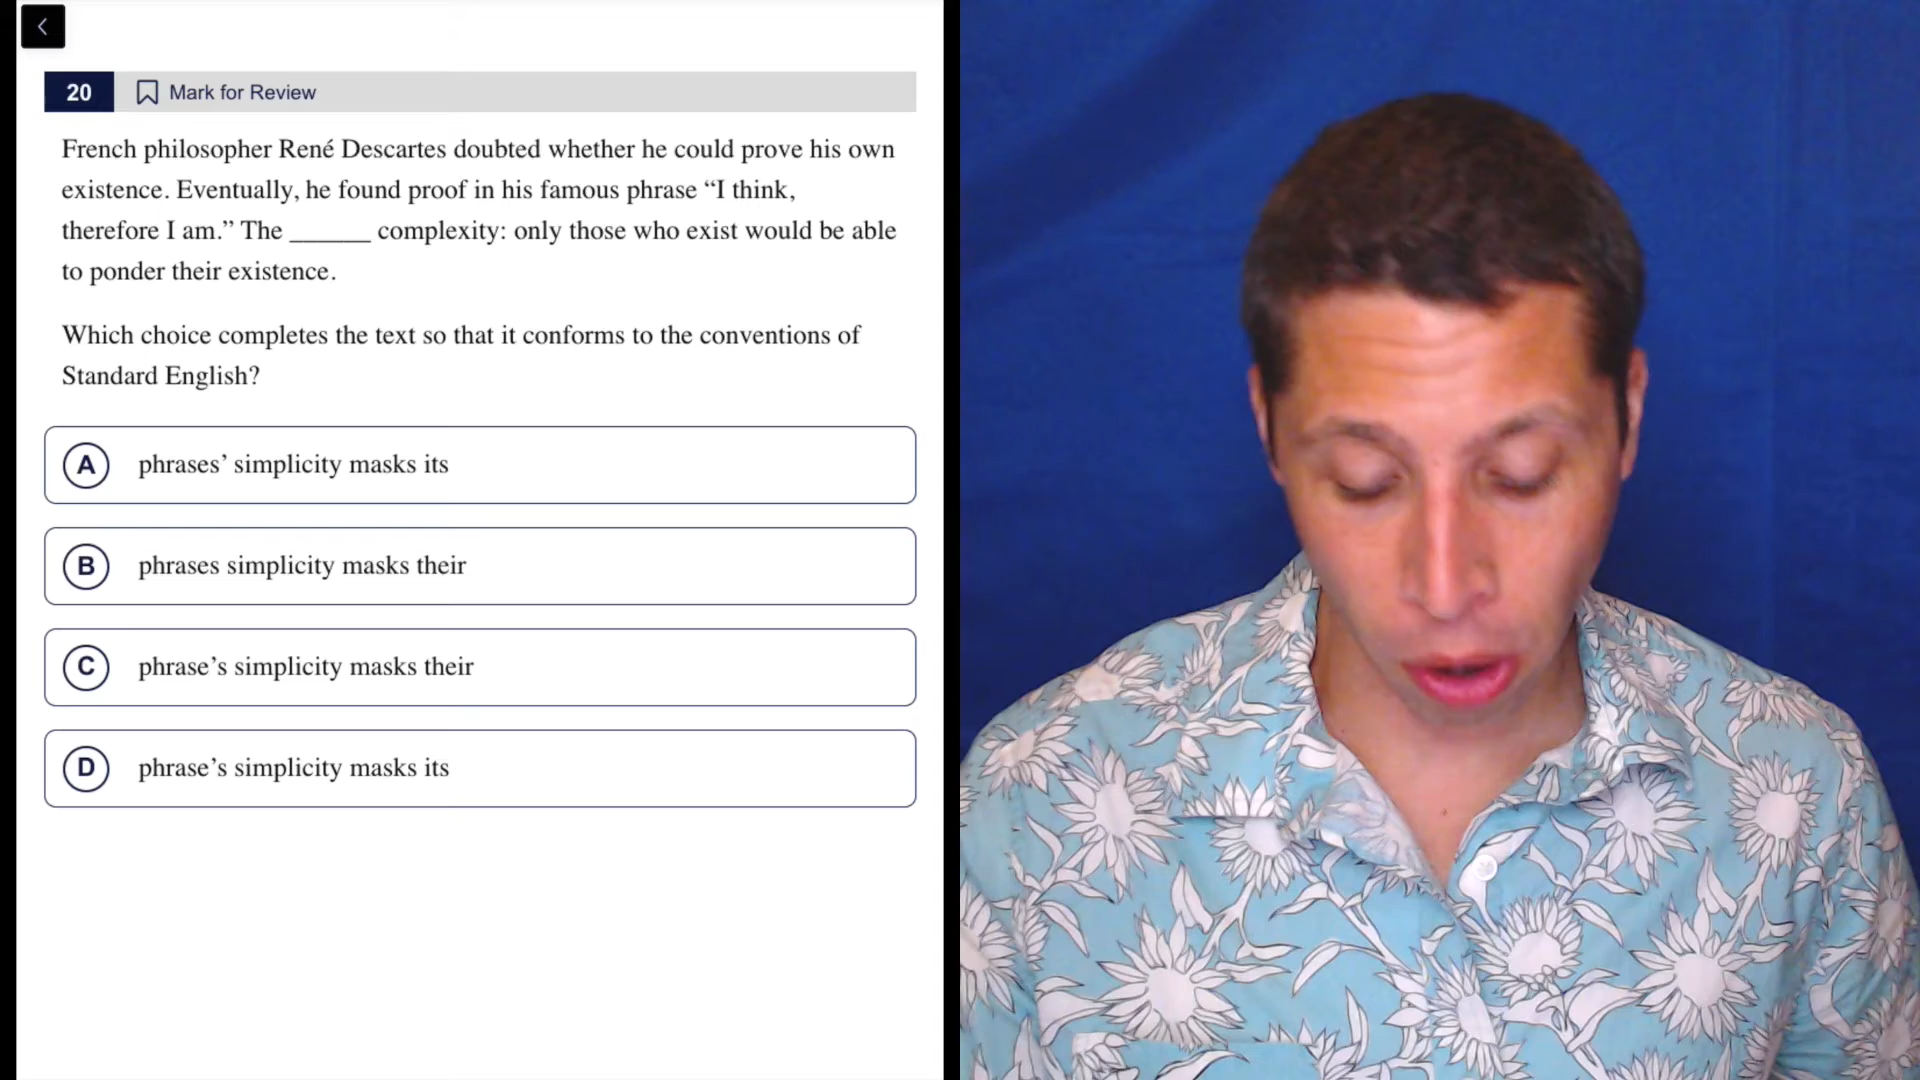 20 Mark for Review
French philosopher René Descartes doubted whether he could prove his own
existence. Eventually, he found proof in his famous phrase “I think,
therefore I am.” The ______ complexity: only those who exist would be able
to ponder their existence.
Which choice completes the text so that it conforms to the conventions of
Standard English?
A phrases’ simplicity masks its
B phrases simplicity masks their
C phrase’s simplicity masks their
D phrase’s simplicity masks its